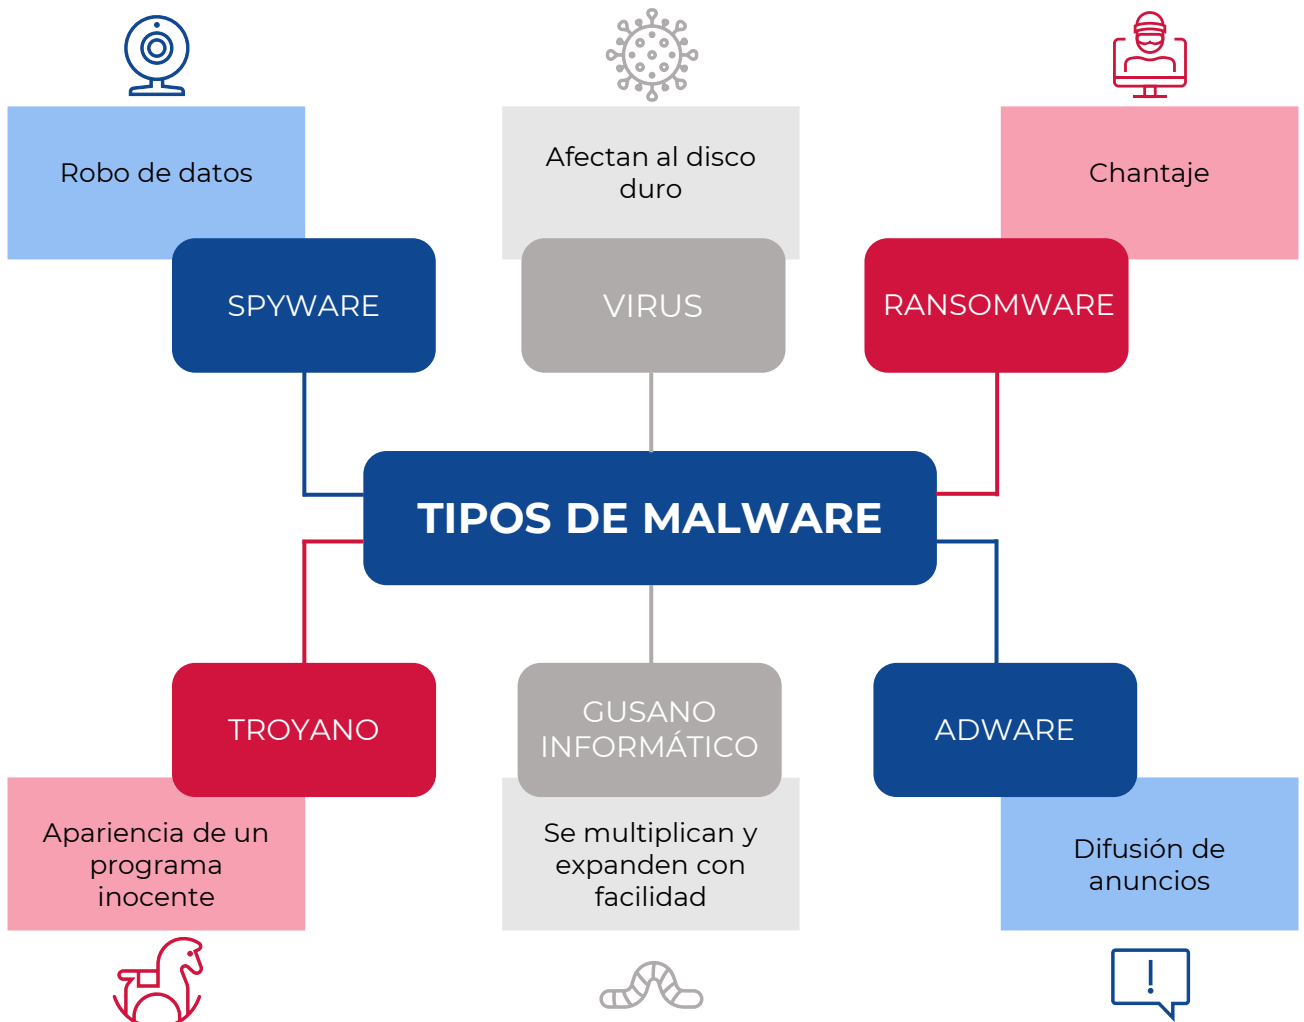 Robo de datos
Afectan al disco
duro
Chantaje
SPYWARE
VIRUS
RANSOMWARE
TIPOS DE MALWARE
TROYANO
GUSANO
INFORMÁTICO
ADWARE
Apariencia de un
programa
inocente
Se multiplican y
expanden con
facilidad
Difusión de
anuncios
!